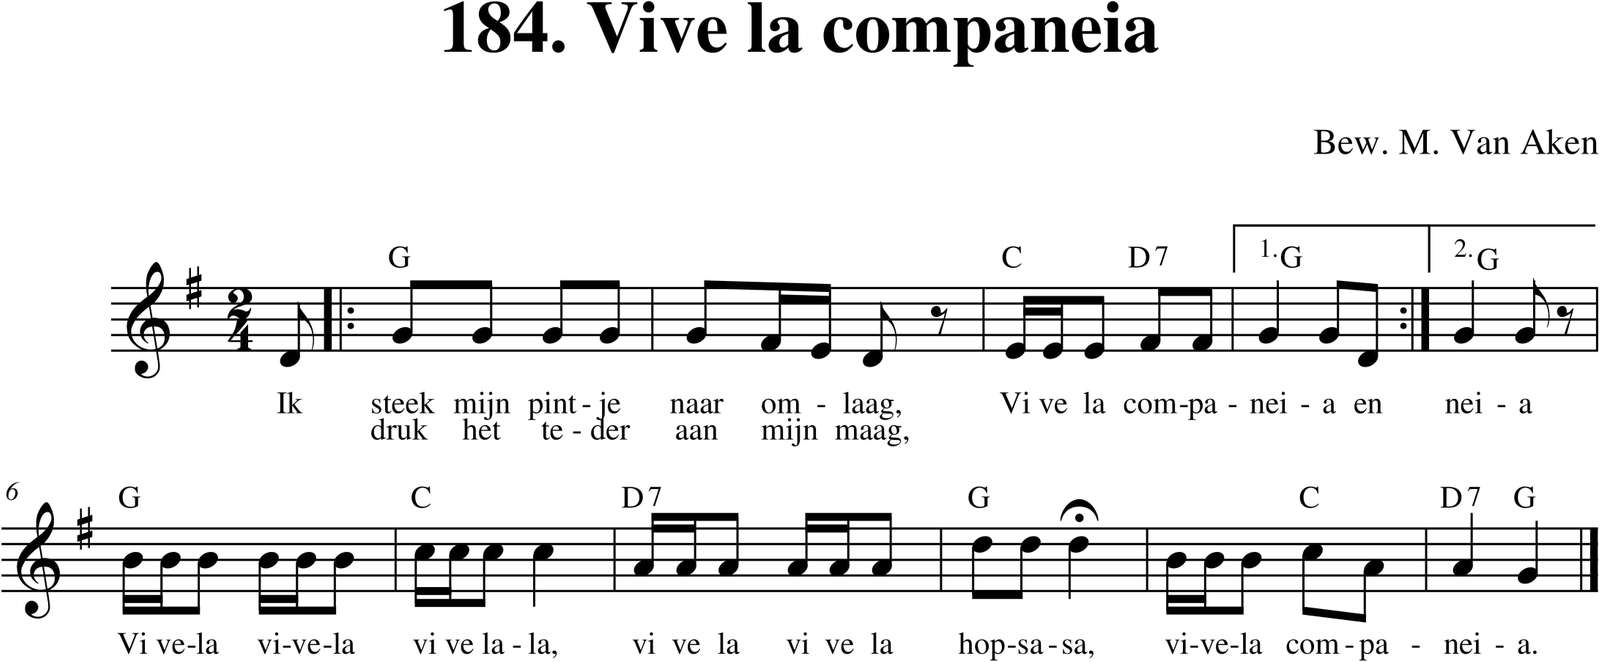 184. Vive la companeia
Bew. M. Van Aken
G C D7 1.G 2.G
Ik steek mijn pint - je naar om - laag, Vi ve la com-pa - nei - a en nei - a
druk het te - der aan mijn maag,
6 G C D7 G C D7 G
Vi ve-la vi-ve-la vi ve la - la, vi ve la vi ve la hop-sa-sa, vi-ve-la com-pa - nei - a.